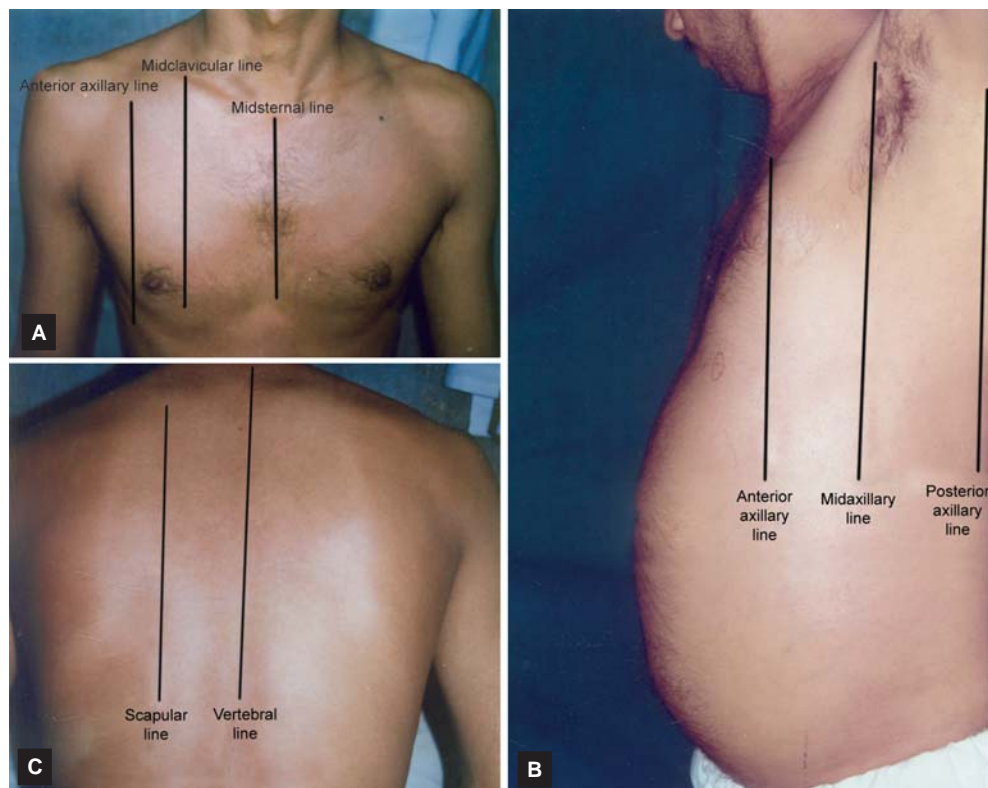 Midclavicular line
Anterior axillary line
Midsternal line
A
Scapular
line
Vertebral
line
C
Anterior
axillary
line
Midaxillary
line
Posterior
axillary
line
B